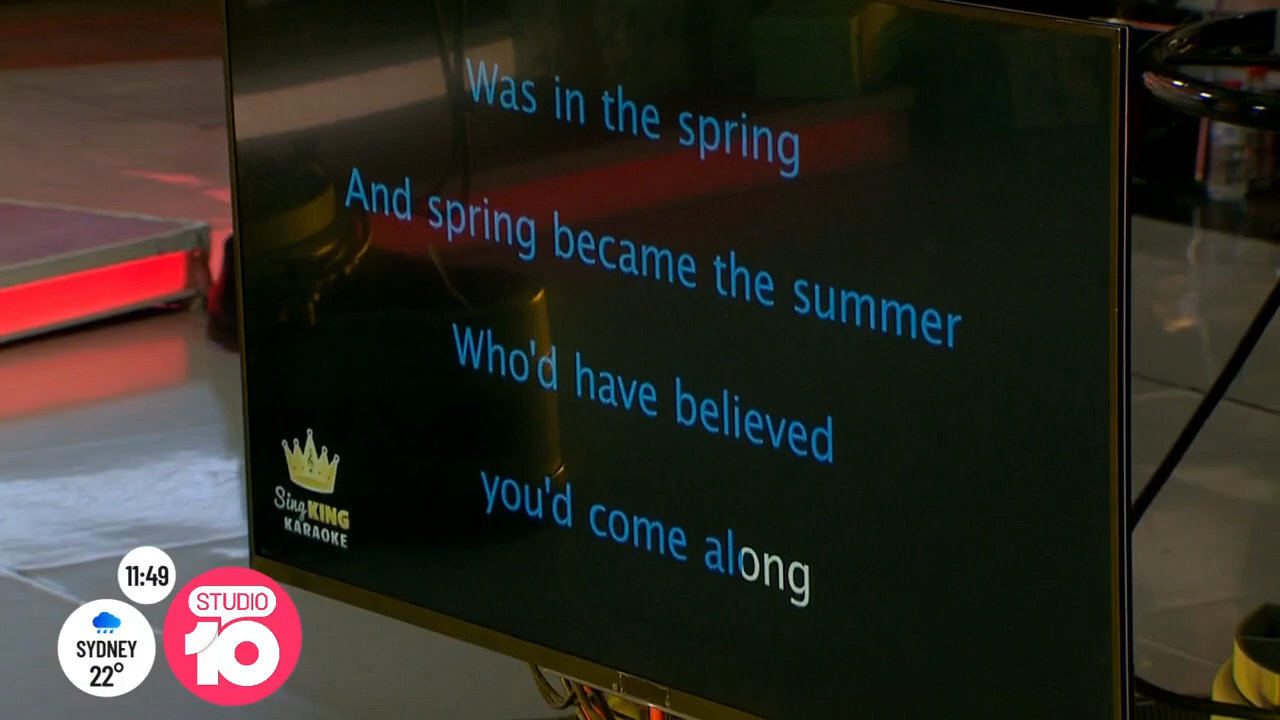 Was in the spring
And spring became the summer
Who'd have believed
you'd come along
Sing KING
KARAOKE
11:49
STUDIO
10
SYDNEY
22°